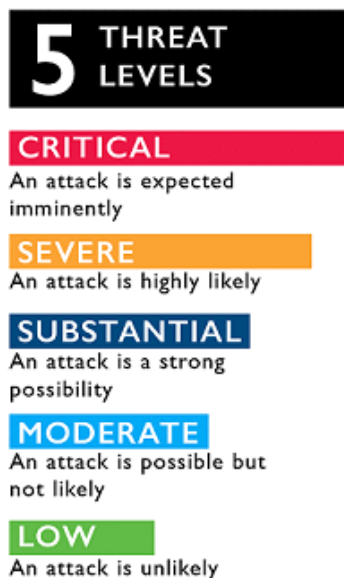 5 THREAT
LEVELS
CRITICAL
An attack is expected
imminently
SEVERE
An attack is highly likely
SUBSTANTIAL
An attack is a strong
possibility
MODERATE
An attack is possible but
not likely
LOW
An attack is unlikely